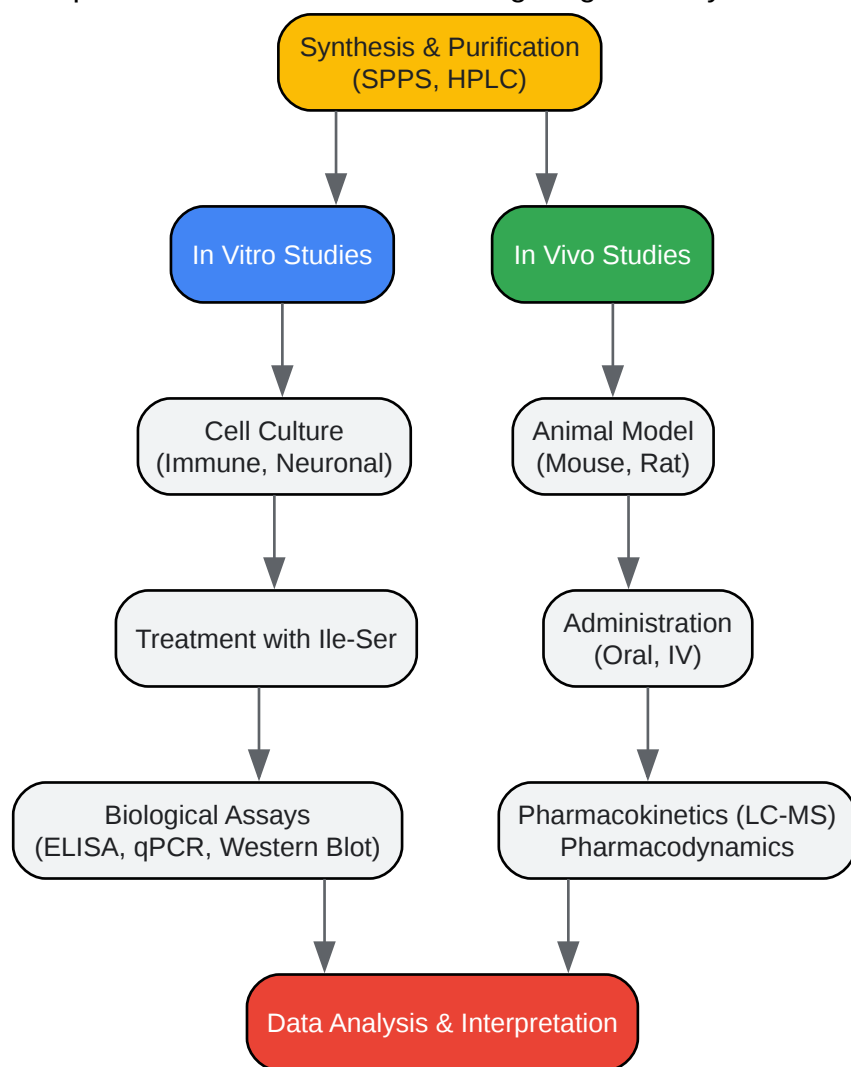 Synthesis & Purification
(SPPS, HPLC)
In Vitro Studies
In Vivo Studies
Cell Culture
(Immune, Neuronal)
Animal Model
(Mouse, Rat)
Treatment with Ile-Ser
Administration
(Oral, IV)
Biological Assays
(ELISA, qPCR, Western Blot)
Pharmacokinetics (LC-MS)
Pharmacodynamics
Data Analysis & Interpretation